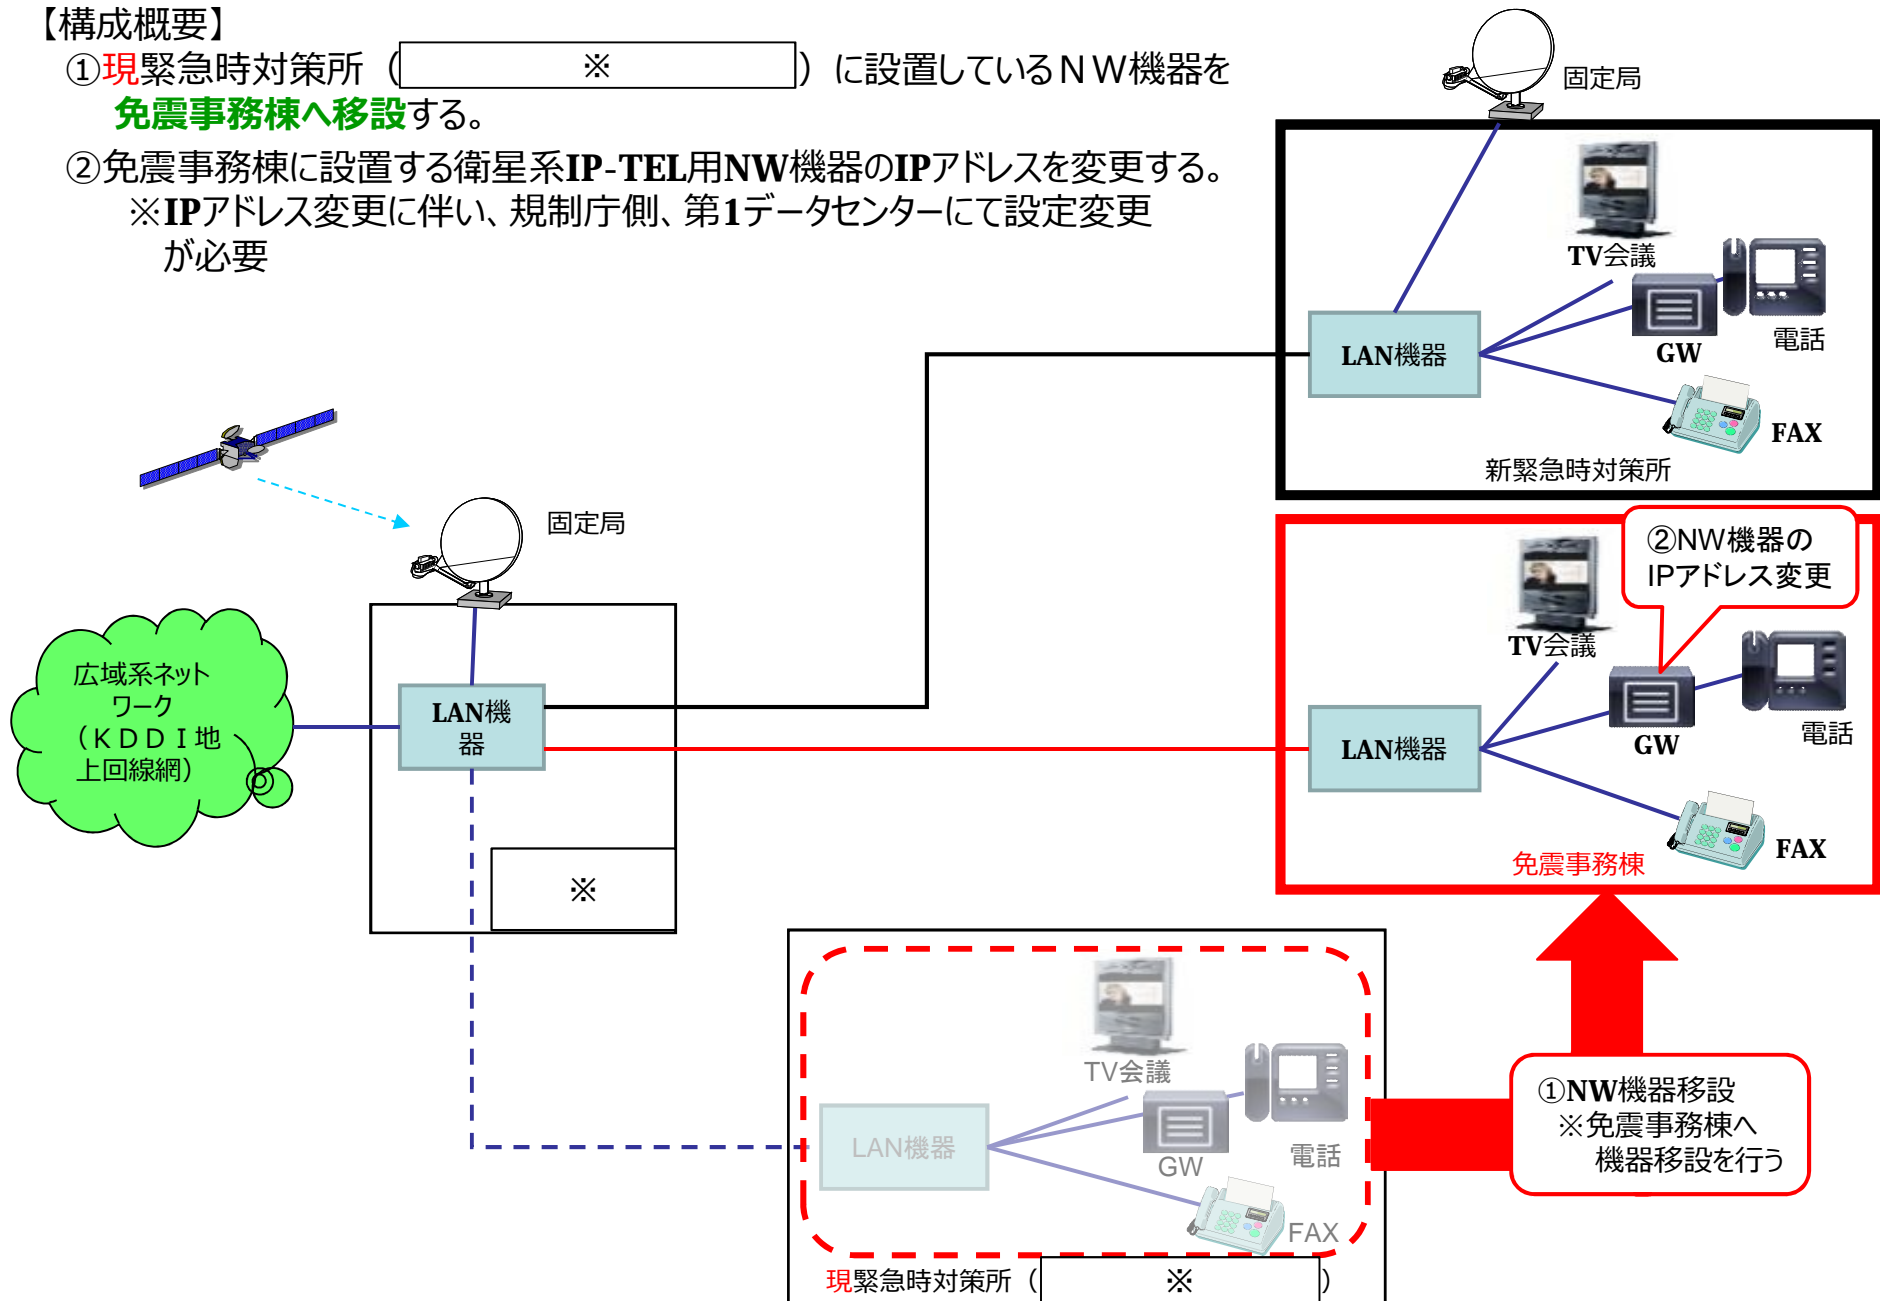 【構成概要】
①現緊急時対策所（※）に設置しているＮＷ機器を
免震事務棟へ移設する。
②免震事務棟に設置する衛星系IP-TEL用NW機器のIPアドレスを変更する。
※IPアドレス変更に伴い、規制庁側、第1データセンターにて設定変更
が必要
固定局
TV会議
GW
電話
LAN機器
FAX
新緊急時対策所
固定局
②NW機器の
IPアドレス変更
TV会議
GW
電話
LAN機器
FAX
免震事務棟
広域系ネット
ワーク
（ＫＤＤＩ地
上回線網）
LAN機
器
※
TV会議
LAN機器
GW
電話
FAX
現緊急時対策所（※）
①NW機器移設
※免震事務棟へ
機器移設を行う